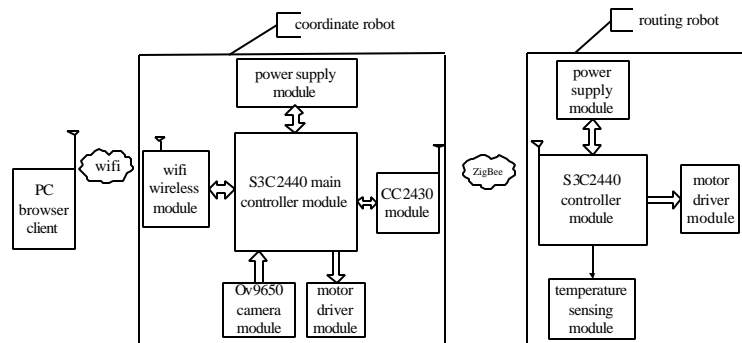 coordinate robot
routing robot
power supply
module
power
supply
module
wifi
wifi
wireless
module
S3C2440 main
controller module
CC2430
module
ZigBee
S3C2440
controller
module
motor
driver
module
PC
browser
client
Ov9650
camera
module
motor
driver module
temperature
sensing
module